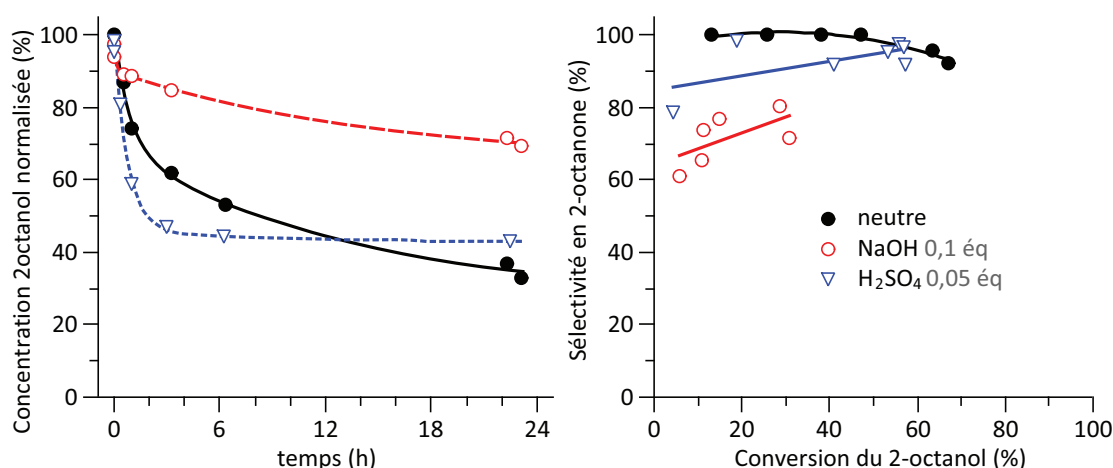 Concentration 2octanol normalisée (%)
100
80
60
40
20
0
0 6 12 18 24
temps (h)
Sélectivité en 2-octanone (%)
100
80
60
40
20
0
0 20 40 60 80 100
Conversion du 2-octanol (%)
neutre
NaOH 0,1 éq
H₂SO₄ 0,05 éq